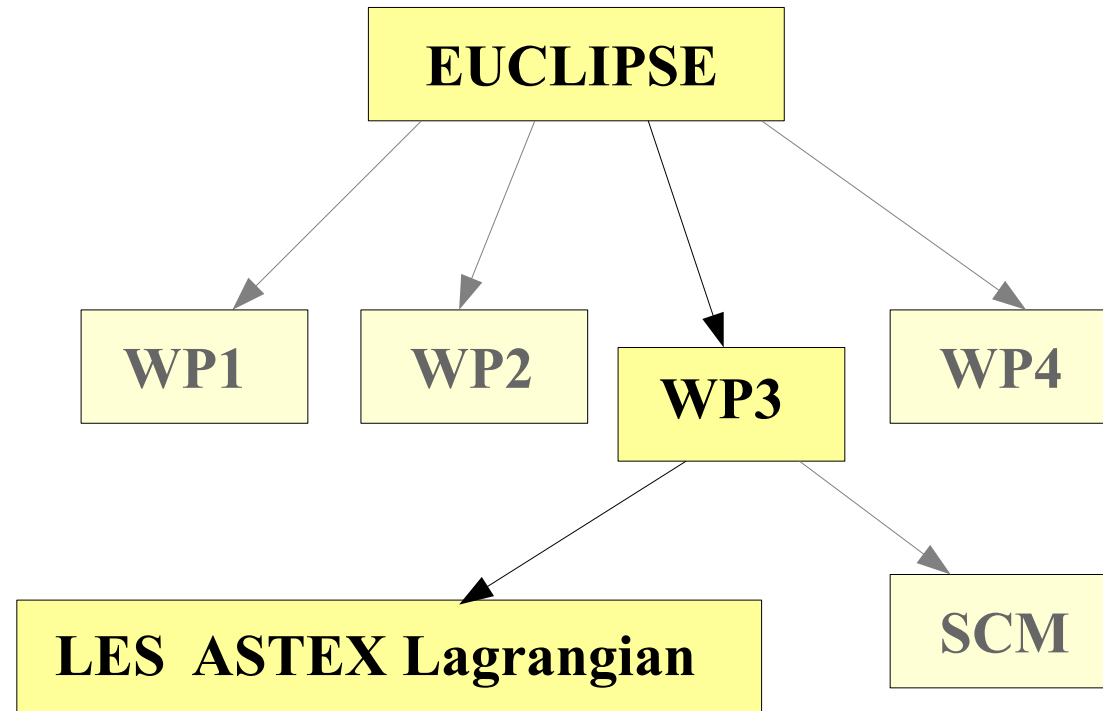 EUCLIPSE
WP1
WP2
WP3
WP4
LES ASTEX Lagrangian
SCM